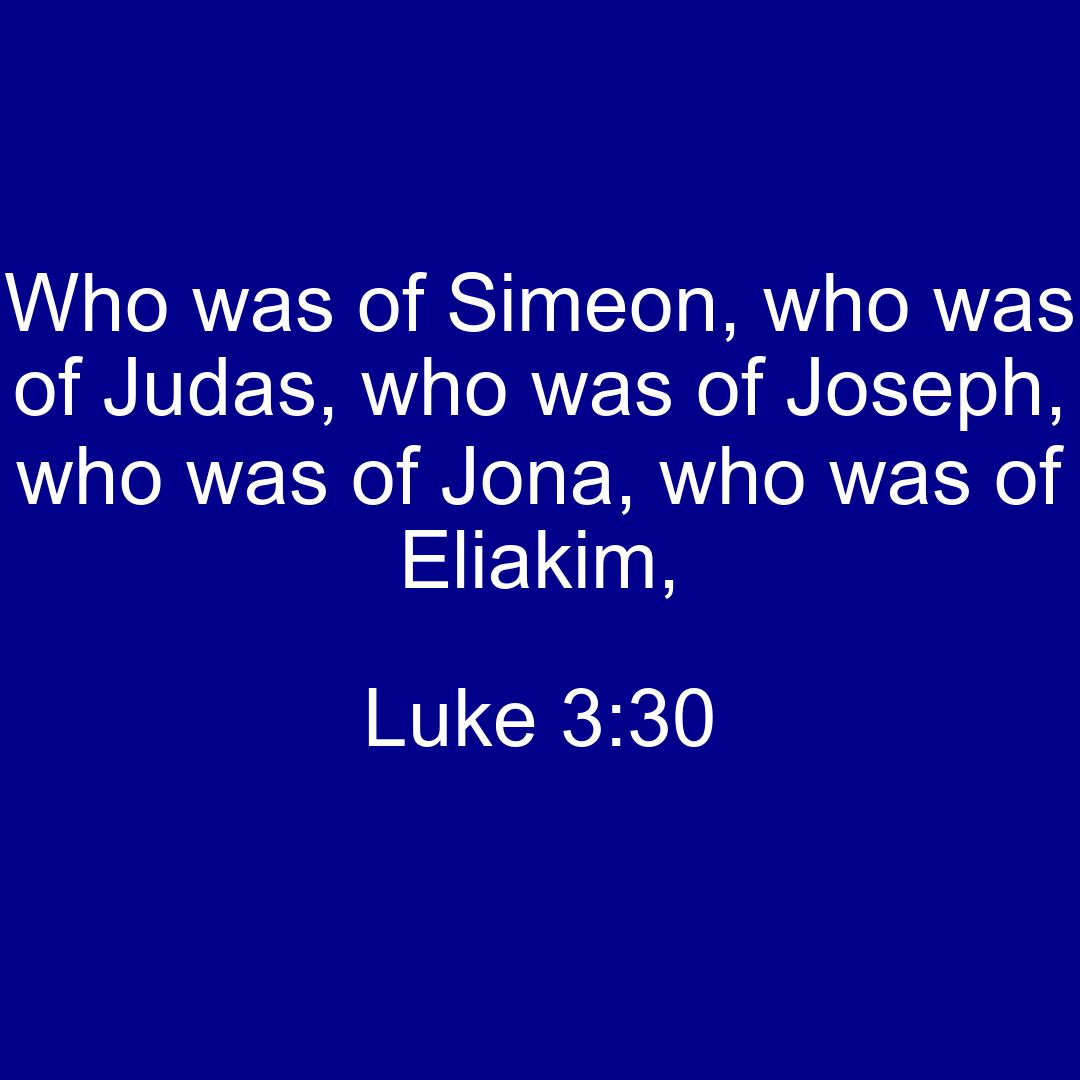 Who was of Simeon, who was
of Judas, who was of Joseph,
who was of Jona, who was of
Eliakim,
Luke 3:30